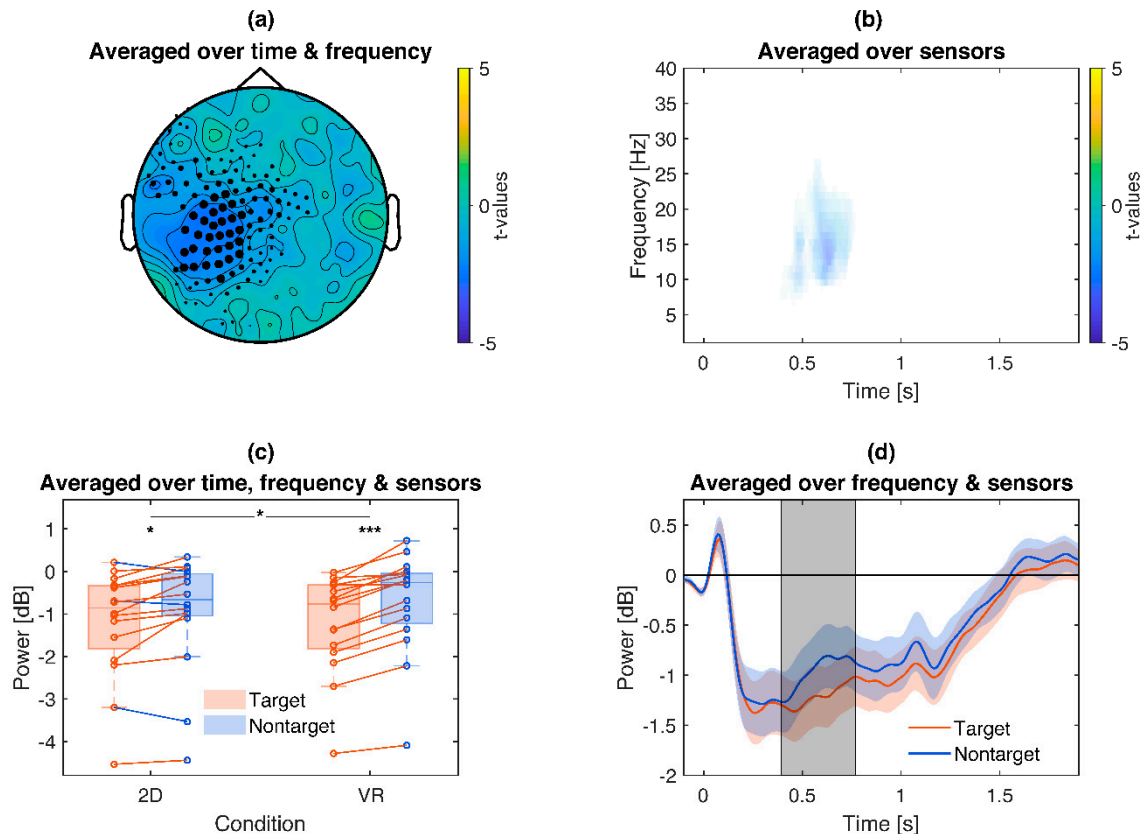 (a)
Averaged over time & frequency
5
0
-5
t-values
(b)
Averaged over sensors
40
35
30
25
20
15
10
5
Frequency [Hz]
0
0.5
1
1.5
Time [s]
5
0
-5
t-values
(c)
Averaged over time, frequency & sensors
*
*
***
1
0
-1
-2
-3
-4
Power [dB]
Target
Nontarget
2D
VR
Condition
(d)
Averaged over frequency & sensors
0.5
0
-0.5
-1
-1.5
-2
Power [dB]
Target
Nontarget
0
0.5
1
1.5
Time [s]